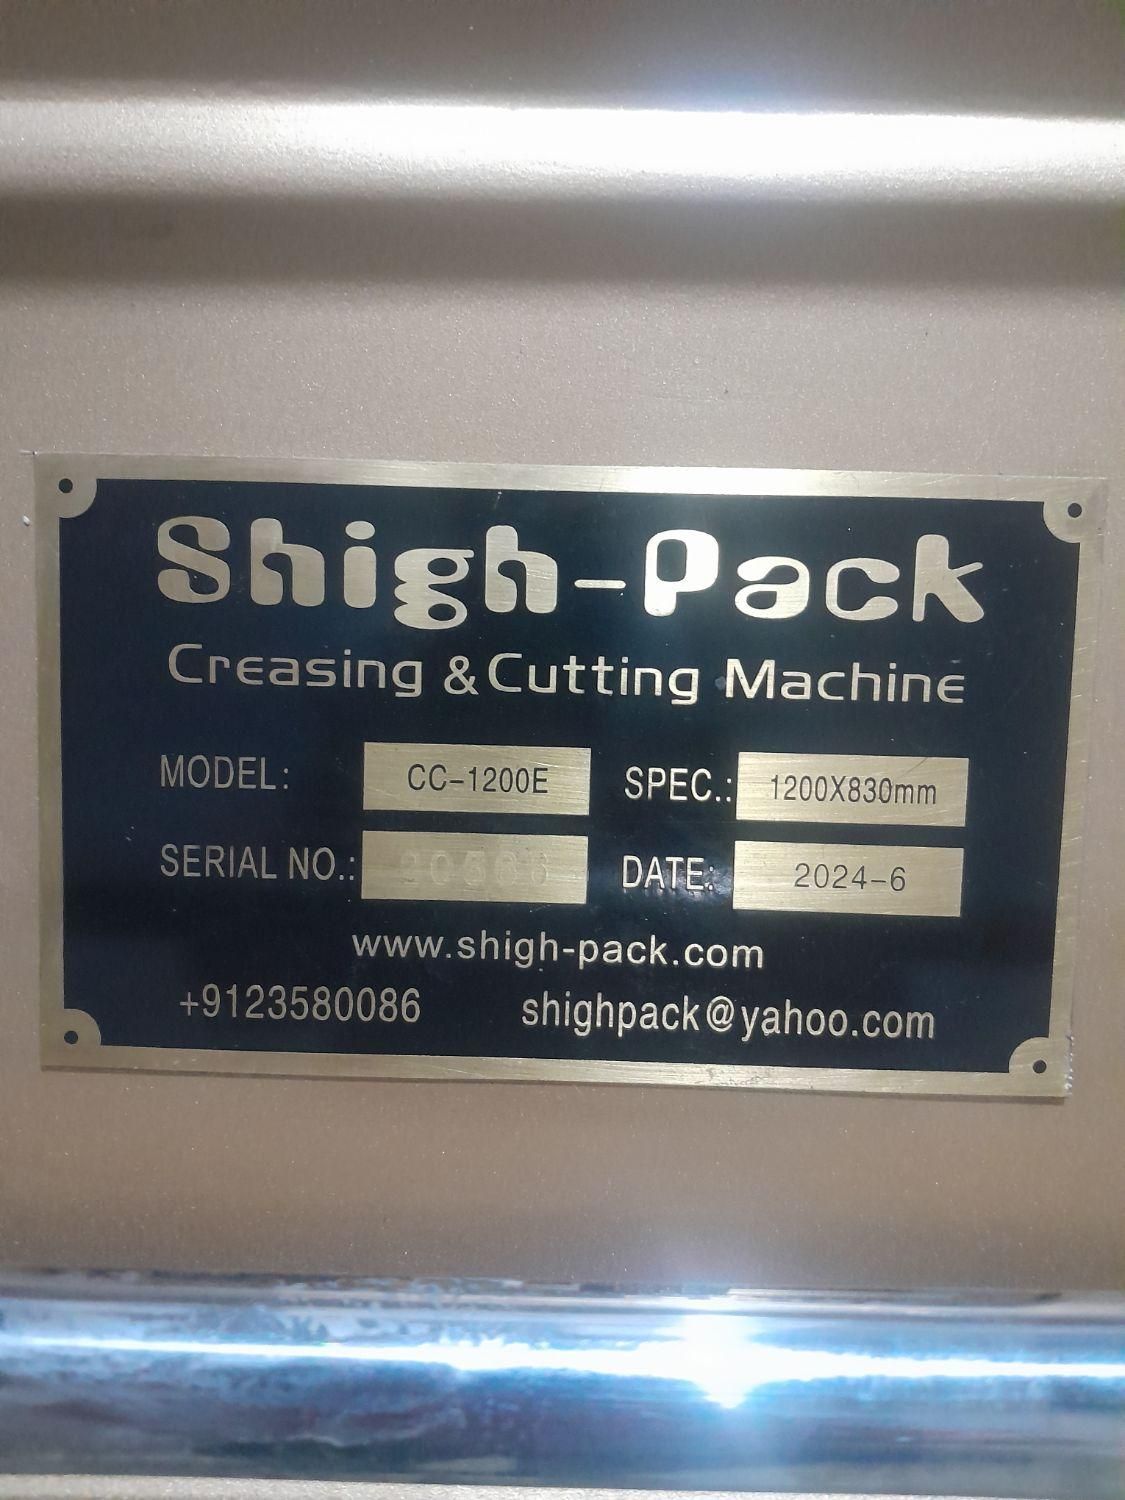 Shigh-Pack
Creasing & Cutting Machine
MODEL: CC-1200E SPEC.: 1200X830mm
SERIAL NO.: DATE: 2024-6
www.shigh-pack.com
+9123580086 shighpack@yahoo.com